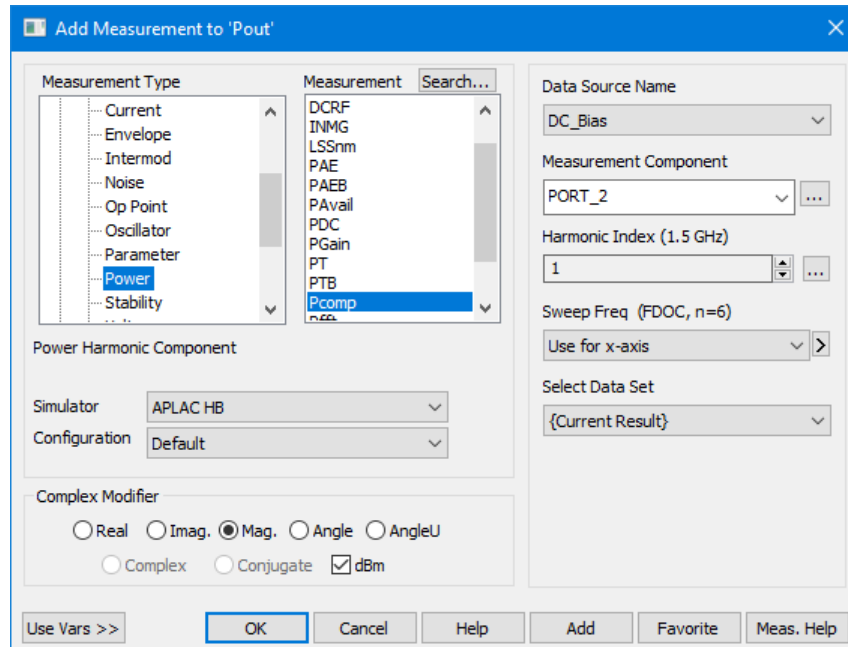 Add Measurement to 'Pout'
Measurement Type
Current
Envelope
Intermod
Noise
Op Point
Oscillator
Parameter
Power
Stability
Measurement
Search...
DCRF
INMG
LSSnm
PAE
PAEB
PAvail
PDC
PGain
PT
PTB
Pcomp
Power Harmonic Component
Simulator
APLAC HB
Configuration
Default
Complex Modifier
Real Imag. Mag. Angle AngleU
Complex Conjugate dBm
Data Source Name
DC_Bias
Measurement Component
PORT_2
...
Harmonic Index (1.5 GHz)
1
...
Sweep Freq (FDOC, n=6)
Use for x-axis
>
Select Data Set
{Current Result}
Use Vars >> OK Cancel Help Add Favorite Meas. Help